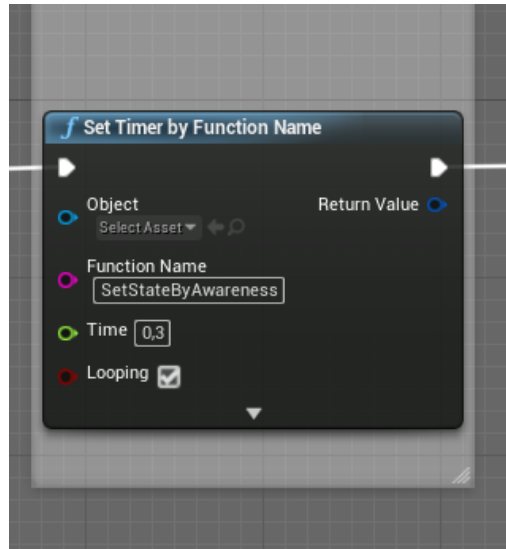 f Set Timer by Function Name
Object
Return Value
Select Asset
Function Name
SetStateByAwareness
Time 0,3
Looping